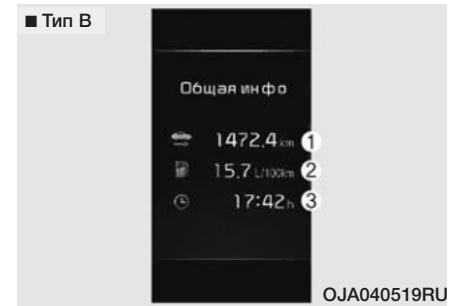 ■ Тип B
Общая инфо
1472,4 km ①
15,7 L/100km ②
17:42 h ③
OJA040519RU